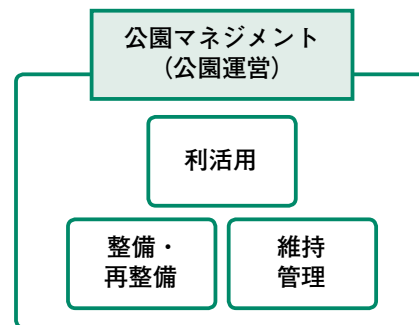 公園マネジメント
（公園運営）
利活用
整備・
再整備
維持
管理